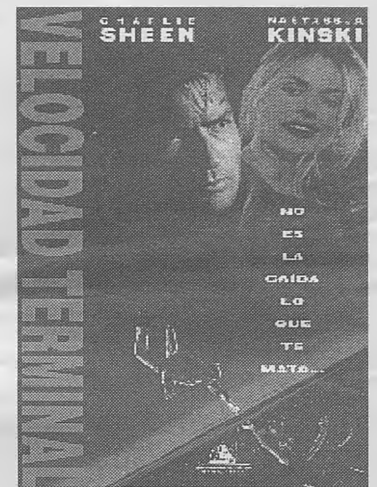 CHARLIE
SHEEN
NASTASSJA
KINSKI
VELOCIDAD TERMINAL
NO
ES
LA
CAÍDA
LO
QUE
TE
MATA...